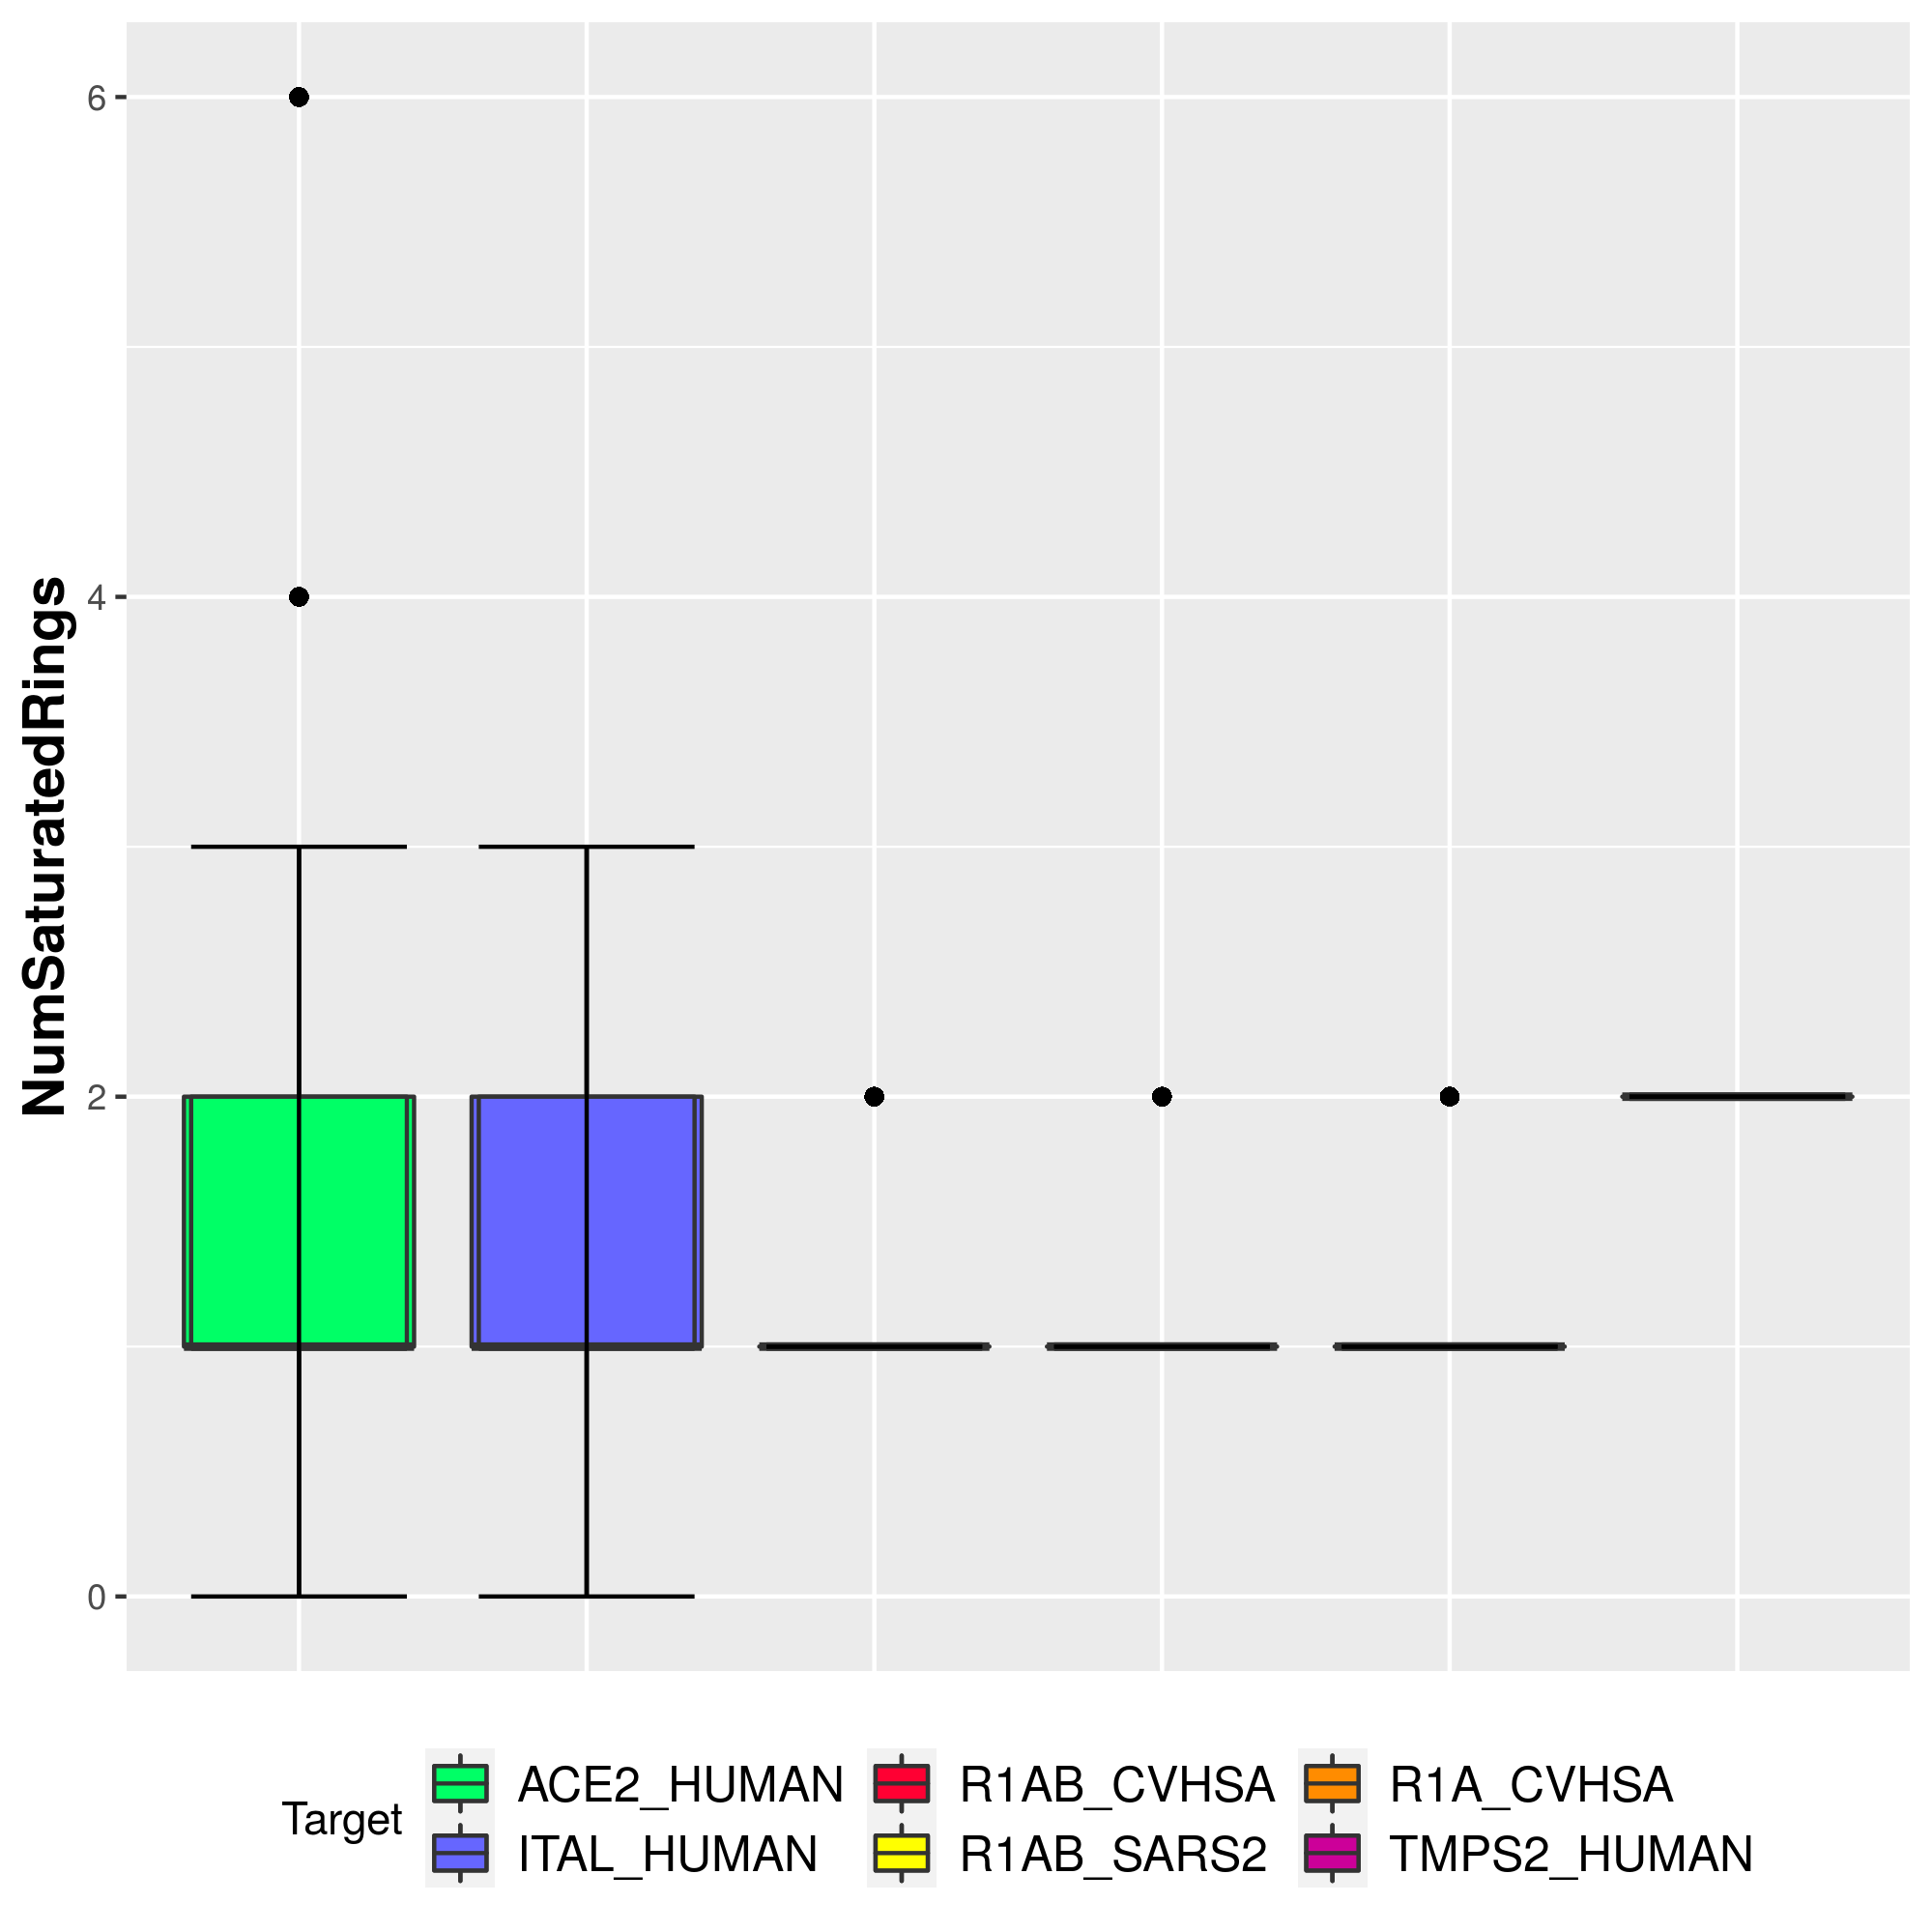 NumSaturatedRings
6
4
2
0
Target
ACE2_HUMAN
R1AB_CVHSA
R1A_CVHSA
ITAL_HUMAN
R1AB_SARS2
TMPS2_HUMAN